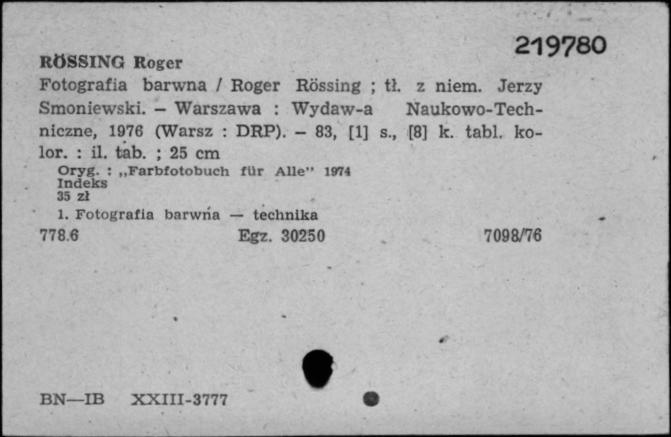 219780
RÖSSING Roger
Fotografia barwna / Roger Rössing ; tł. z niem. Jerzy
Smoniewski. – Warszawa : Wydaw-a Naukowo-Tech-
niczne, 1976 (Warsz : DRP). – 83, [1] s., [8] k. tabl. ko-
lor. : il. tab. ; 25 cm
Oryg. : „Farbfotobuch für Alle” 1974
Indeks
35 zł
1. Fotografia barwna — technika
778.6 Egz. 30250 7098/76
BN—IB XXIII-3777